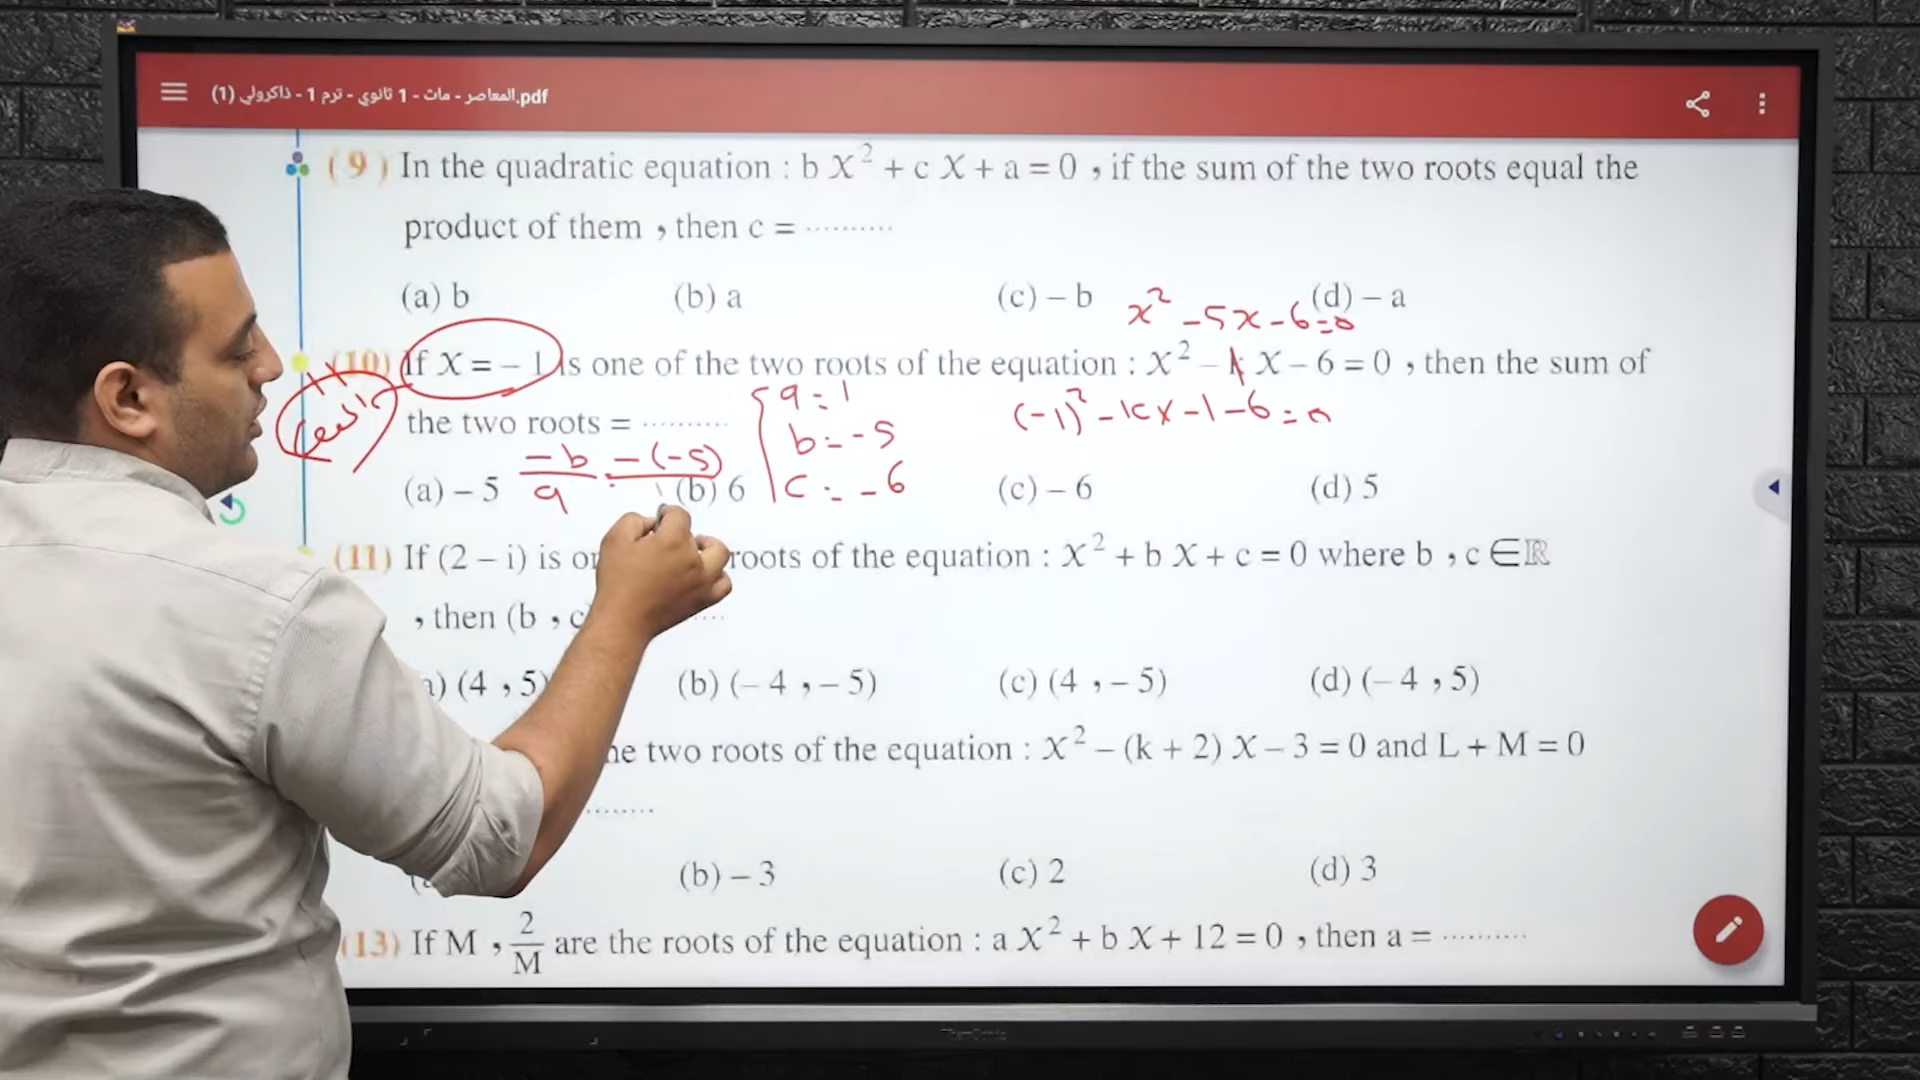 المعاصر - مات - 1 ثانوي - ترم 1 - ذاكرولي (1).pdf
(9) In the quadratic equation : b X² + c X + a = 0 , if the sum of the two roots equal the
product of them , then c = ..........
(a) b (b) a (c) – b (d) – a
x² -5x -6=0
(10) If X = – 1 is one of the two roots of the equation : X² – k X – 6 = 0 , then the sum of
the two roots = ..........
a = 1
b = -5
c = -6
(-1)² - k x -1 -6 = 0
-b/a = -(-5)
(a) – 5 (b) 6 (c) – 6 (d) 5
(11) If (2 – i) is roots of the equation : X² + b X + c = 0 where b , c ∈ ℝ
, then (b , c
(4 , 5) (b) (– 4 , – 5) (c) (4 , – 5) (d) (– 4 , 5)
two roots of the equation : X² – (k + 2) X – 3 = 0 and L + M = 0
..........
(b) – 3 (c) 2 (d) 3
(13) If M , 2/M are the roots of the equation : a X² + b X + 12 = 0 , then a = ..........